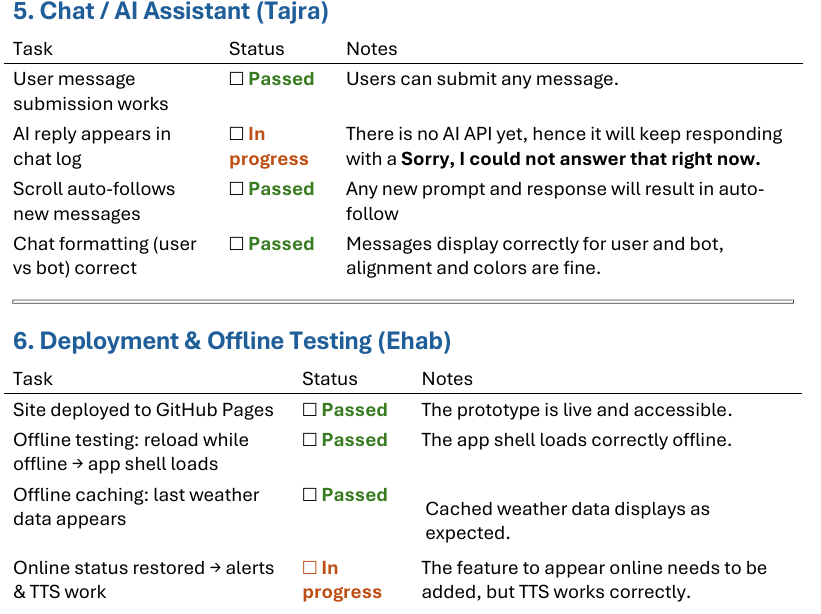 5. Chat / AI Assistant (Tajra)
Task Status Notes
User message ☐ Passed Users can submit any message.
submission works
AI reply appears in ☐ In There is no AI API yet, hence it will keep responding
chat log progress with a Sorry, I could not answer that right now.
Scroll auto-follows ☐ Passed Any new prompt and response will result in auto-
new messages follow
Chat formatting (user ☐ Passed Messages display correctly for user and bot,
vs bot) correct alignment and colors are fine.
6. Deployment & Offline Testing (Ehab)
Task Status Notes
Site deployed to GitHub Pages ☐ Passed The prototype is live and accessible.
Offline testing: reload while ☐ Passed The app shell loads correctly offline.
offline → app shell loads
Offline caching: last weather ☐ Passed
data appears Cached weather data displays as
expected.
Online status restored → alerts ☐ In The feature to appear online needs to be
& TTS work progress added, but TTS works correctly.